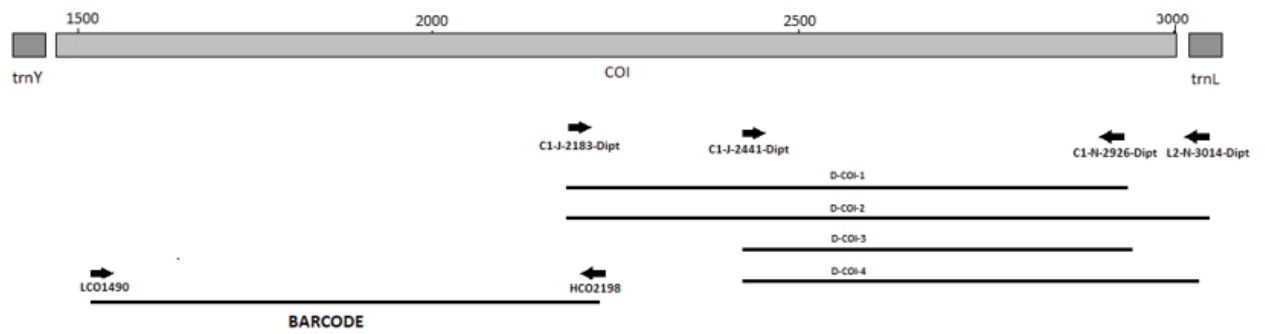 1500 2000 2500 3000
trnY COI trnL
C1-J-2183-Dipt C1-J-2441-Dipt C1-N-2926-Dipt L2-N-3014-Dipt
D-COI-1
D-COI-2
D-COI-3
D-COI-4
LCO1490 HCO2198
BARCODE